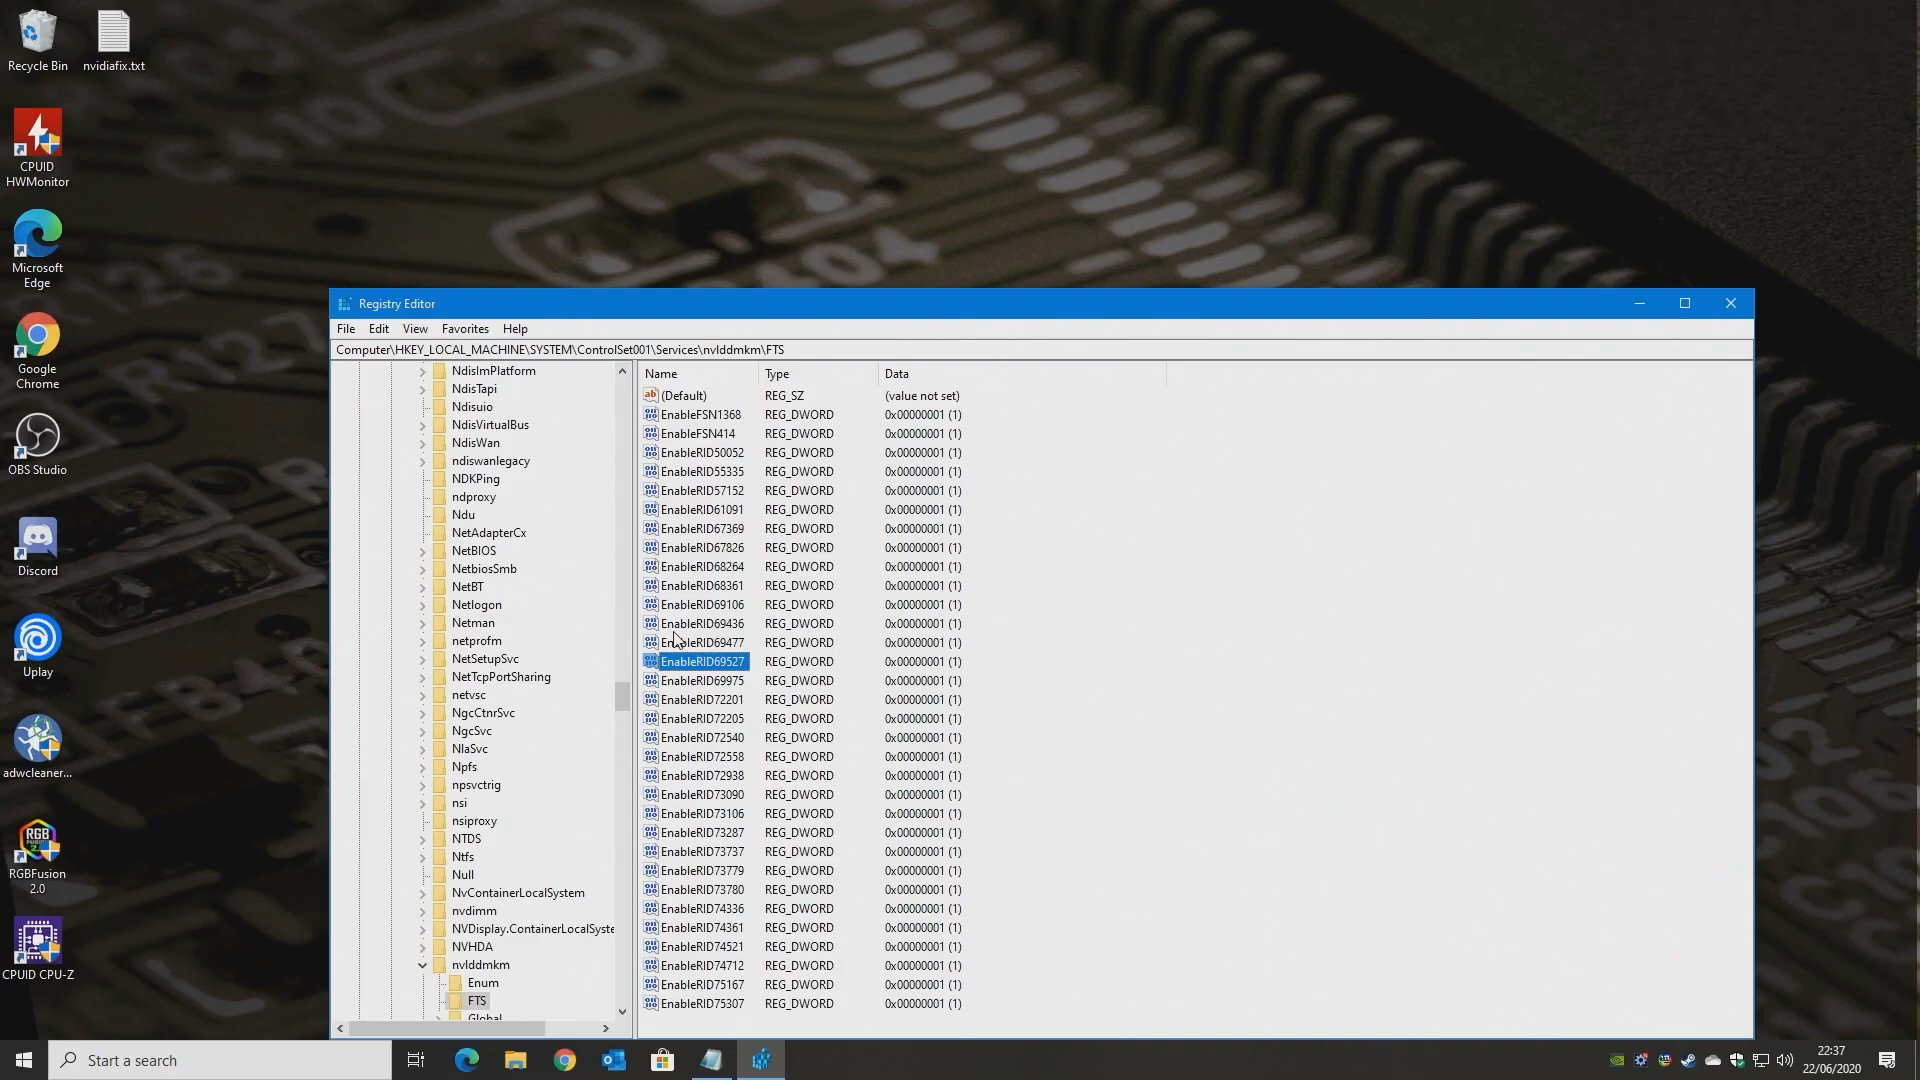 Recycle Bin
nvidiafix.txt
CPUID
HWMonitor
Microsoft
Edge
Google
Chrome
OBS Studio
Discord
Uplay
adwcleaner...
RGB
RGBFusion
2.0
CPUID CPU-Z
Registry Editor
File Edit View Favorites Help
Computer\HKEY_LOCAL_MACHINE\SYSTEM\ControlSet001\Services\nvlddmkm\FTS
NdisImPlatform
NdisTapi
Ndisuio
NdisVirtualBus
NdisWan
ndiswanlegacy
NDKPing
ndproxy
Ndu
NetAdapterCx
NetBIOS
NetbiosSmb
NetBT
Netlogon
Netman
netprofm
NetSetupSvc
NetTcpPortSharing
netvsc
NgcCtnrSvc
NgcSvc
NlaSvc
Npfs
npsvctrig
nsi
nsiproxy
NTDS
Ntfs
Null
NvContainerLocalSystem
nvdimm
NVDisplay.ContainerLocalSyste
NVHDA
nvlddmkm
Enum
FTS
Global
Name Type Data
(Default) REG_SZ (value not set)
EnableFSN1368 REG_DWORD 0x00000001 (1)
EnableFSN414 REG_DWORD 0x00000001 (1)
EnableRID50052 REG_DWORD 0x00000001 (1)
EnableRID55335 REG_DWORD 0x00000001 (1)
EnableRID57152 REG_DWORD 0x00000001 (1)
EnableRID61091 REG_DWORD 0x00000001 (1)
EnableRID67369 REG_DWORD 0x00000001 (1)
EnableRID67826 REG_DWORD 0x00000001 (1)
EnableRID68264 REG_DWORD 0x00000001 (1)
EnableRID68361 REG_DWORD 0x00000001 (1)
EnableRID69106 REG_DWORD 0x00000001 (1)
EnableRID69436 REG_DWORD 0x00000001 (1)
EnableRID69477 REG_DWORD 0x00000001 (1)
EnableRID69527 REG_DWORD 0x00000001 (1)
EnableRID69975 REG_DWORD 0x00000001 (1)
EnableRID72201 REG_DWORD 0x00000001 (1)
EnableRID72205 REG_DWORD 0x00000001 (1)
EnableRID72540 REG_DWORD 0x00000001 (1)
EnableRID72558 REG_DWORD 0x00000001 (1)
EnableRID72938 REG_DWORD 0x00000001 (1)
EnableRID73090 REG_DWORD 0x00000001 (1)
EnableRID73106 REG_DWORD 0x00000001 (1)
EnableRID73287 REG_DWORD 0x00000001 (1)
EnableRID73737 REG_DWORD 0x00000001 (1)
EnableRID73779 REG_DWORD 0x00000001 (1)
EnableRID73780 REG_DWORD 0x00000001 (1)
EnableRID74336 REG_DWORD 0x00000001 (1)
EnableRID74361 REG_DWORD 0x00000001 (1)
EnableRID74521 REG_DWORD 0x00000001 (1)
EnableRID74712 REG_DWORD 0x00000001 (1)
EnableRID75167 REG_DWORD 0x00000001 (1)
EnableRID75307 REG_DWORD 0x00000001 (1)
Start a search
22:37
22/06/2020